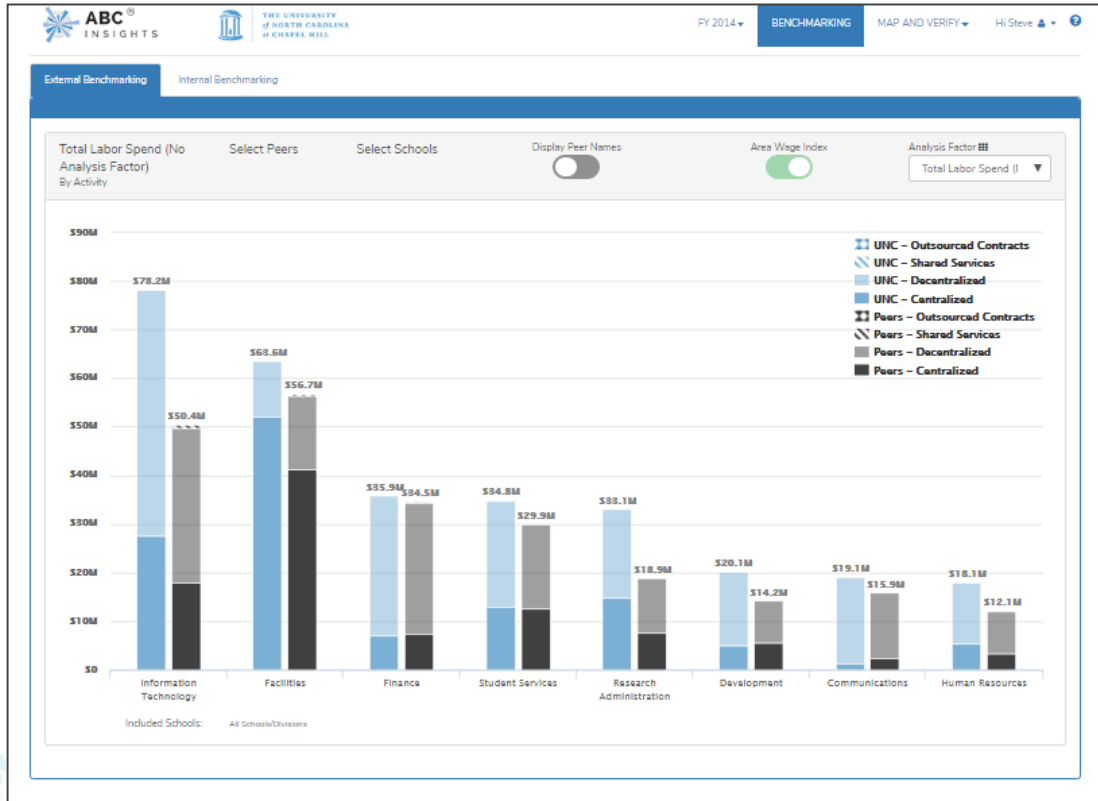 ABC®
INSIGHTS
THE UNIVERSITY
of NORTH CAROLINA
at CHAPEL HILL
FY 2014
BENCHMARKING
MAP AND VERIFY
Hi Steve
?
External Benchmarking
Internal Benchmarking
Total Labor Spend (No
Analysis Factor)
By Activity
Select Peers
Select Schools
Display Peer Names
Area Wage Index
Analysis Factor
Total Labor Spend (I
$90M
$80M
$70M
$60M
$50M
$40M
$30M
$20M
$10M
$0
UNC – Outsourced Contracts
UNC – Shared Services
UNC – Decentralized
UNC – Centralized
Peers – Outsourced Contracts
Peers – Shared Services
Peers – Decentralized
Peers – Centralized
$78.2M
$50.4M
$63.6M
$56.7M
$35.9M
$34.5M
$34.8M
$29.9M
$33.1M
$18.9M
$20.1M
$14.2M
$19.1M
$15.9M
$18.1M
$12.1M
Information
Technology
Facilities
Finance
Student Services
Research
Administration
Development
Communications
Human Resources
Included Schools:
All Schools/Divisions